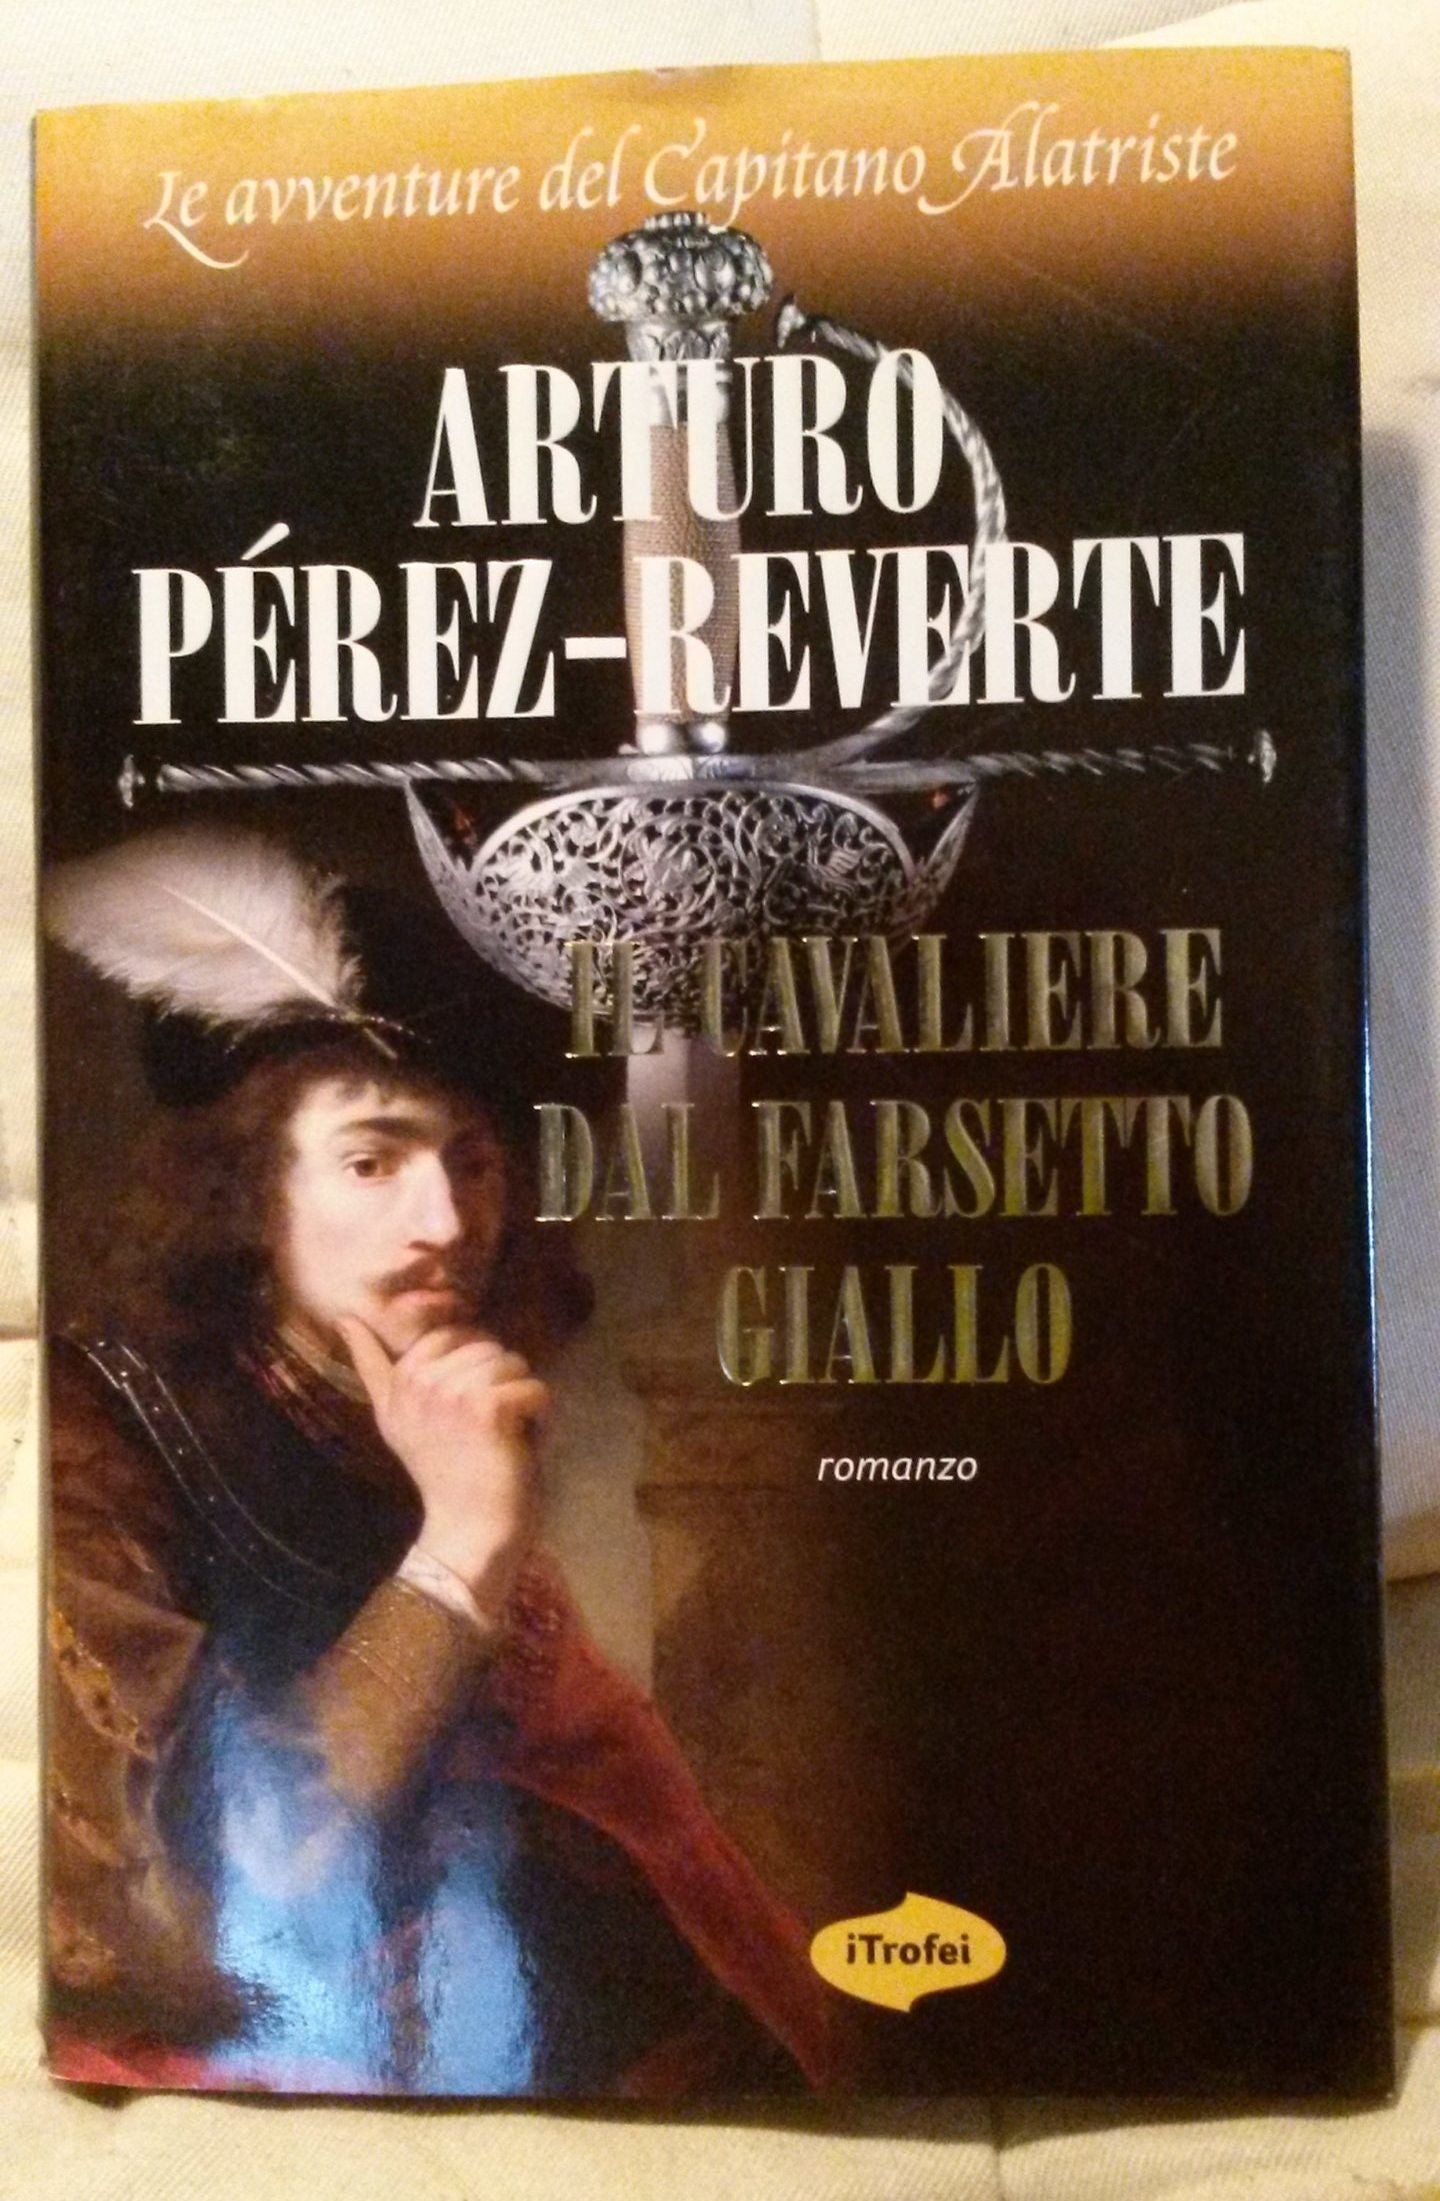 Le avventure del Capitano Alatriste
ARTURO
PÉREZ-REVERTE
IL CAVALIERE
DAL FARSETTO
GIALLO
romanzo
iTrofei